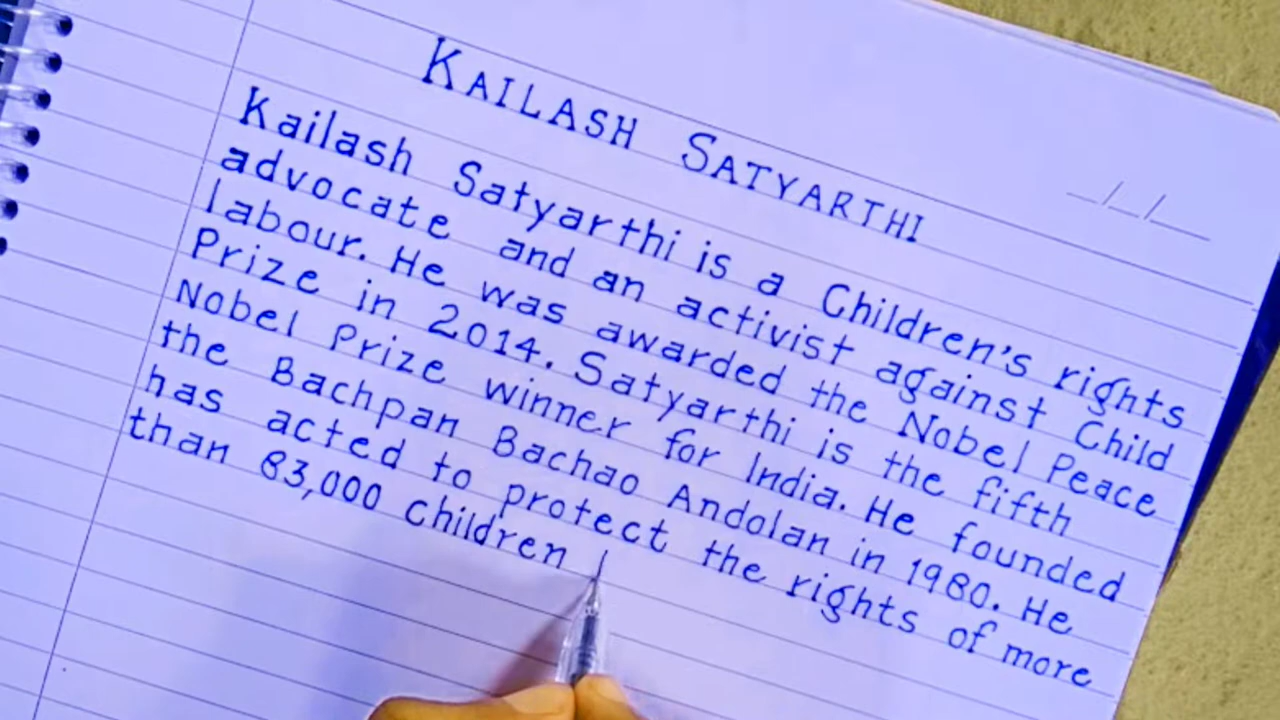 KAILASH SATYARTHI
Kailash Satyarthi is a Children's rights
advocate and an activist against Child
labour. He was awarded the Nobel Peace
Prize in 2014. Satyarthi is the fifth
Nobel Prize winner for India. He founded
the Bachpan Bachao Andolan in 1980. He
has acted to protect the rights of more
than 83,000 Children